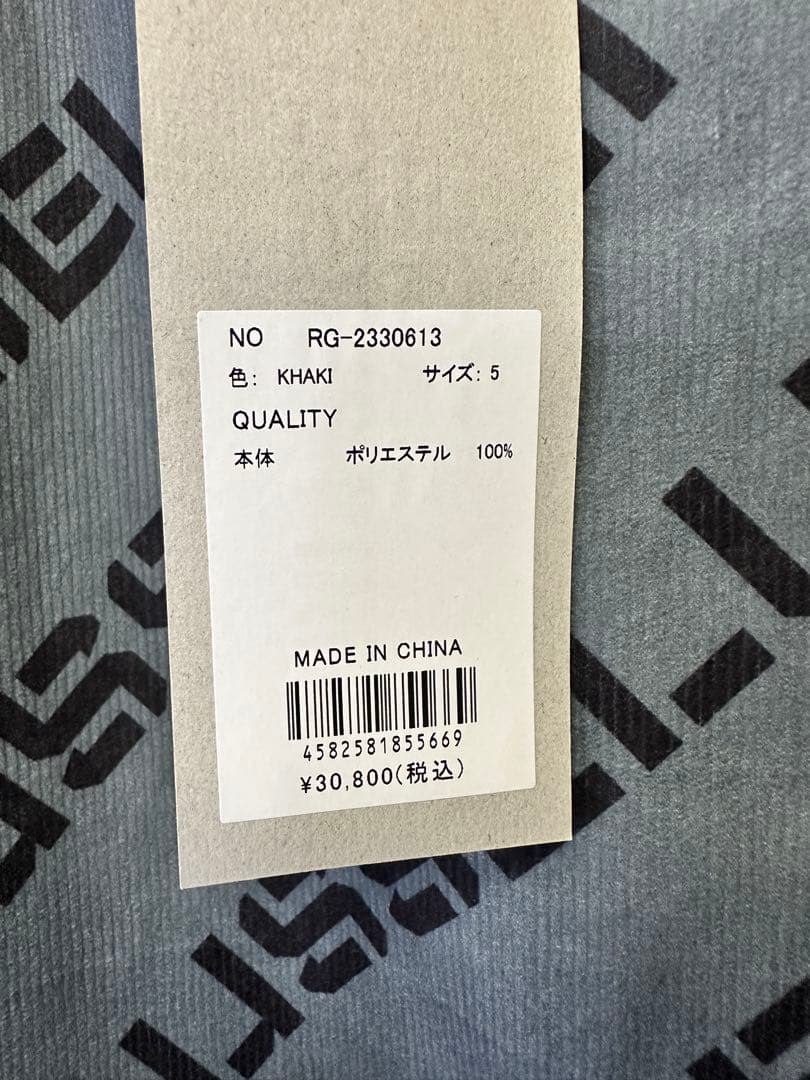 NO RG-2330613
色: KHAKI サイズ: 5
QUALITY
本体 ポリエステル 100%
MADE IN CHINA
4582581855669
¥30,800(税込)